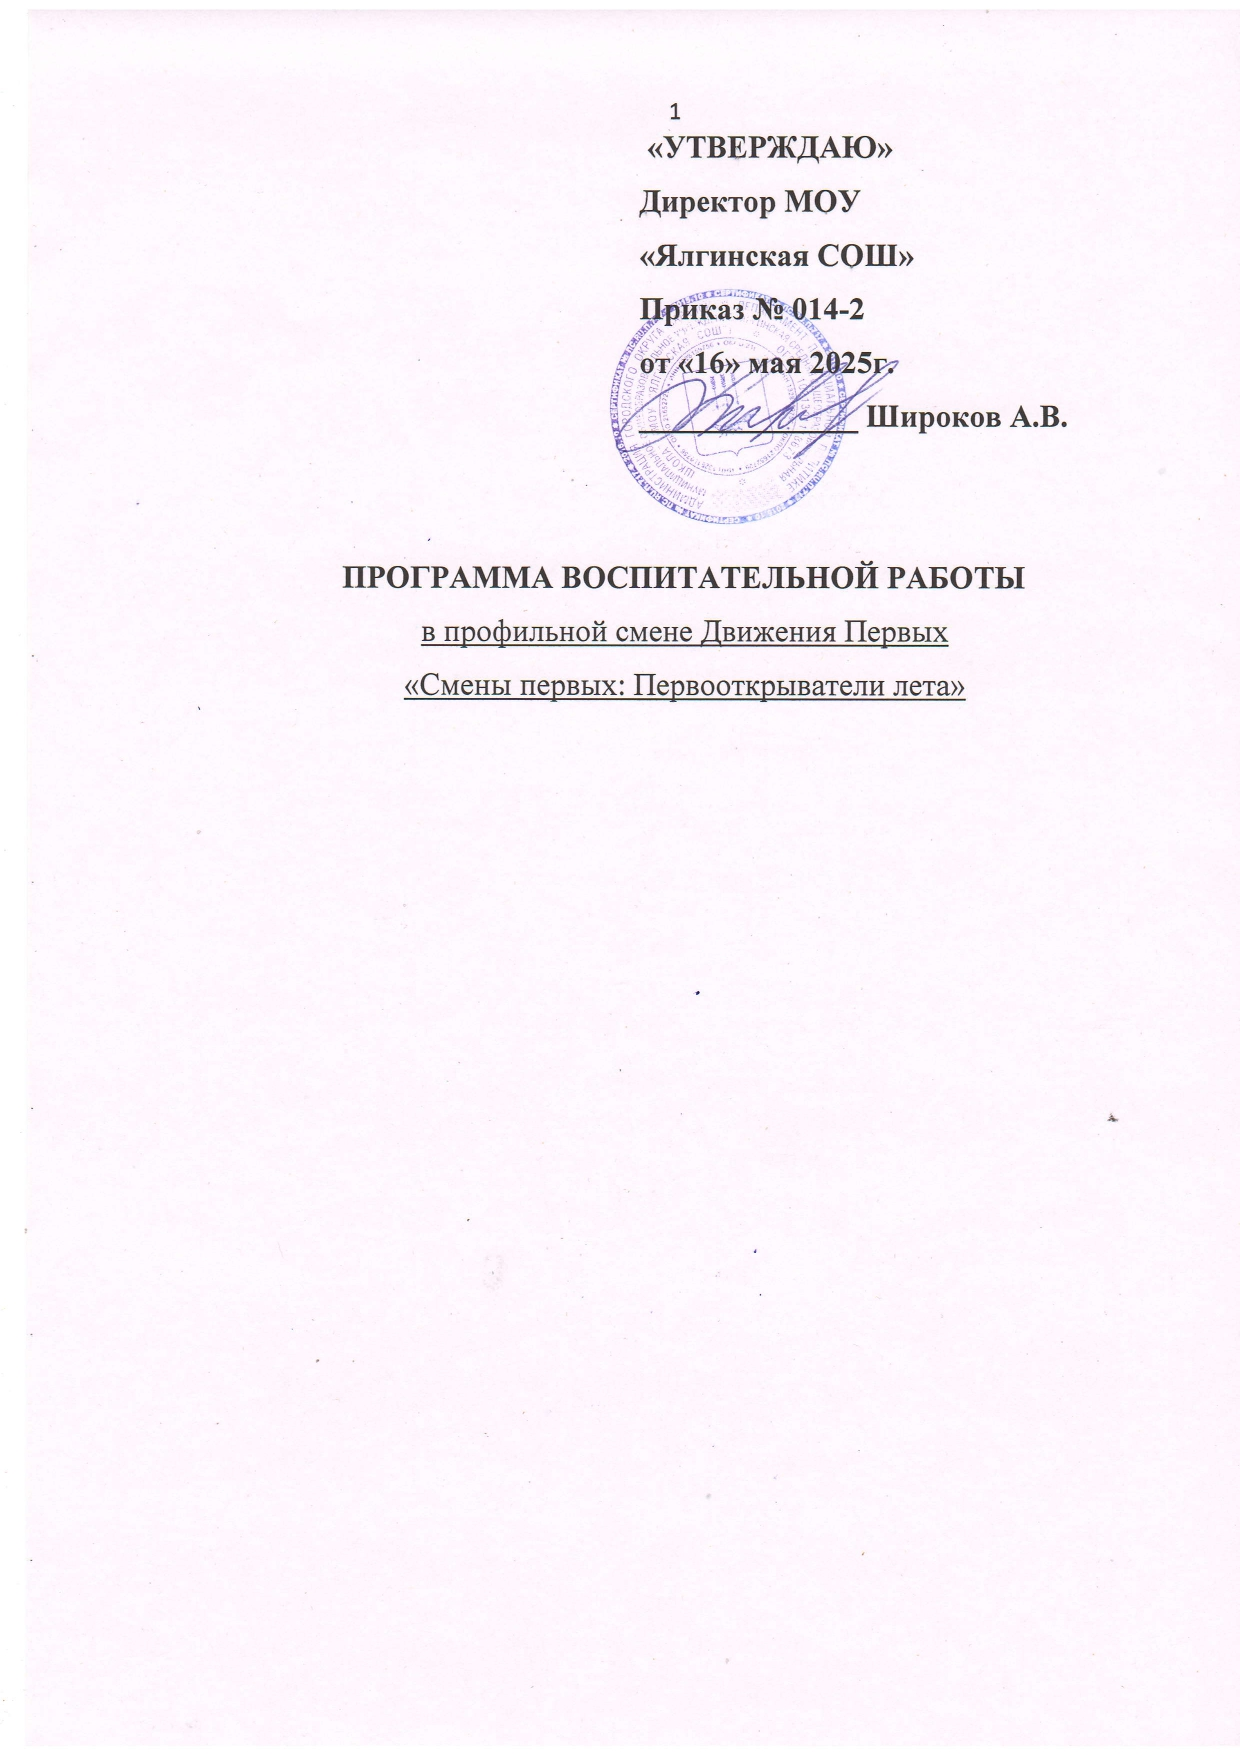 1
«УТВЕРЖДАЮ»
Директор МОУ
«Ялгинская СОШ»
Приказ № 014-2
от «16» мая 2025г.
Широков А.В.
ПРОГРАММА ВОСПИТАТЕЛЬНОЙ РАБОТЫ
в профильной смене Движения Первых
«Смены первых: Первооткрыватели лета»